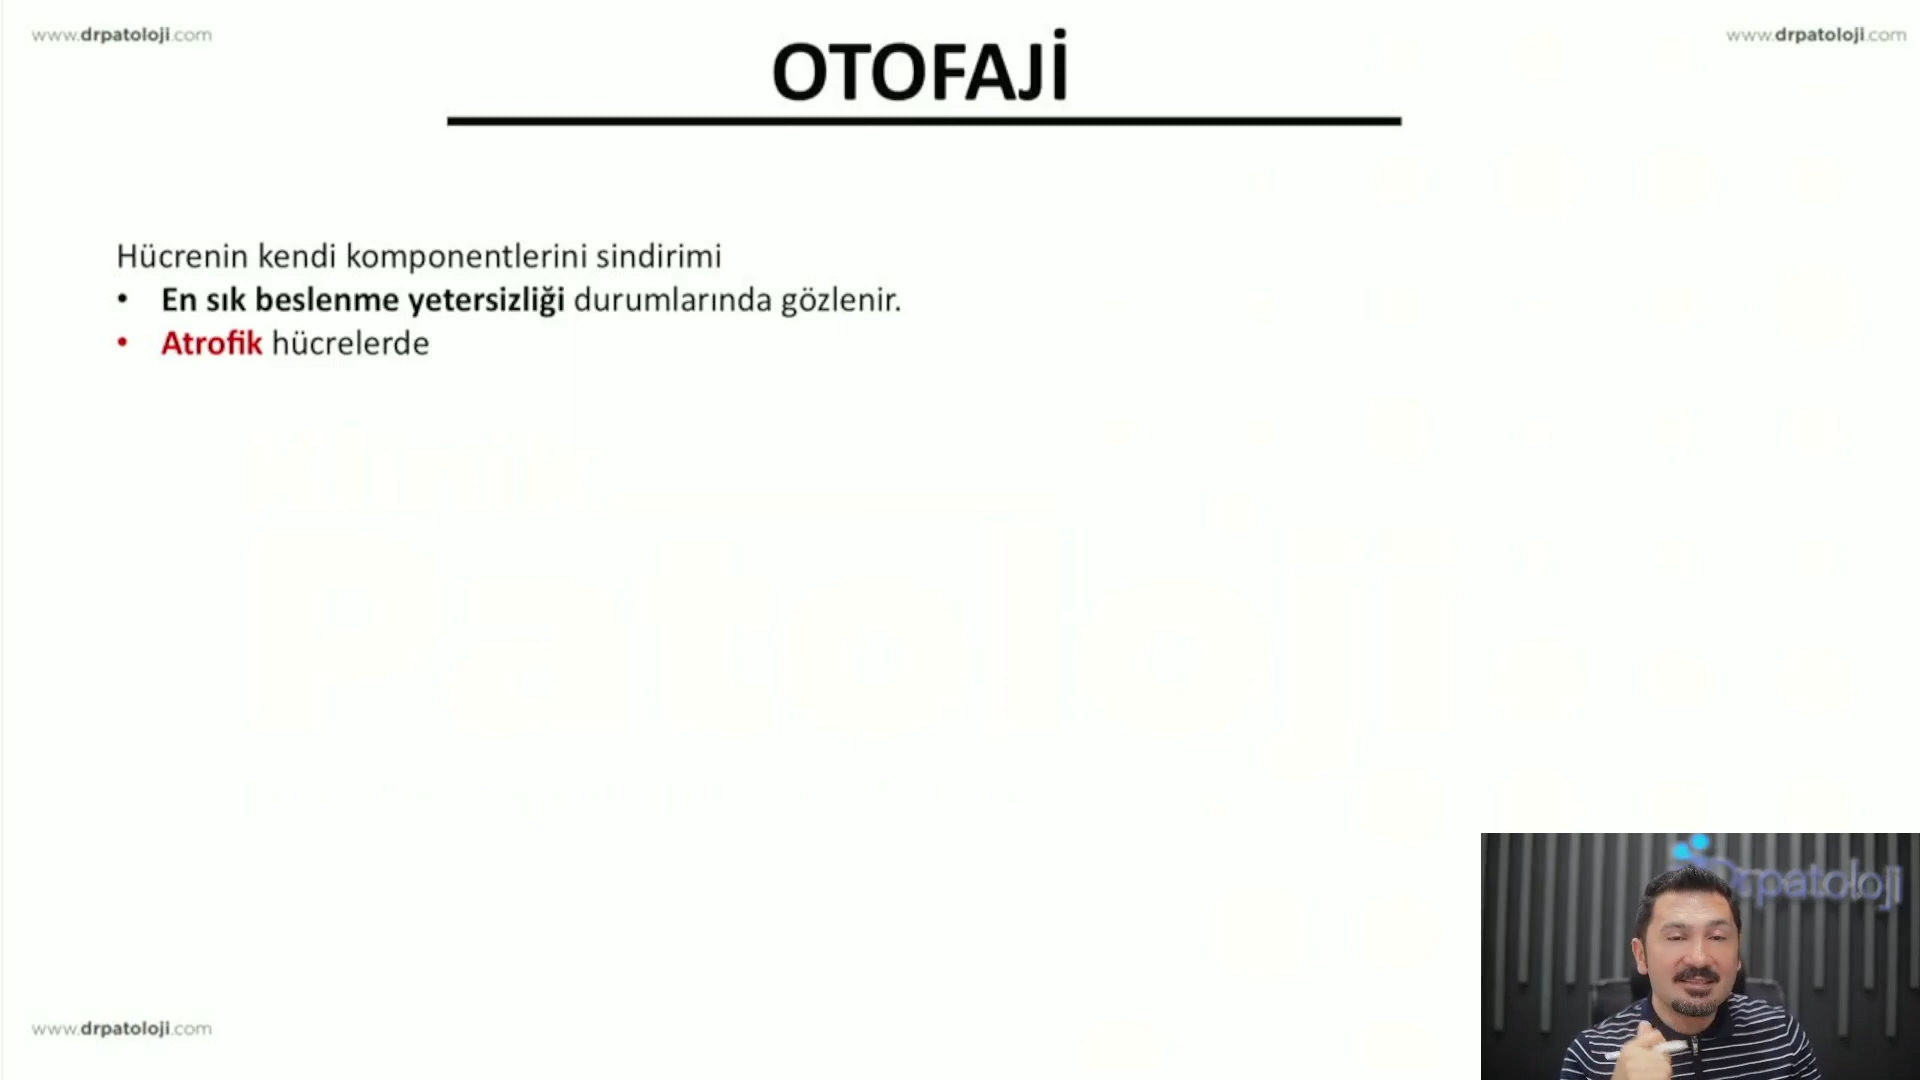 www.drpatoloji.com
www.drpatoloji.com
OTOFAJİ
Hücrenin kendi komponentlerini sindirimi
• En sık beslenme yetersizliği durumlarında gözlenir.
• Atrofik hücrelerde
Drpatoloji
www.drpatoloji.com